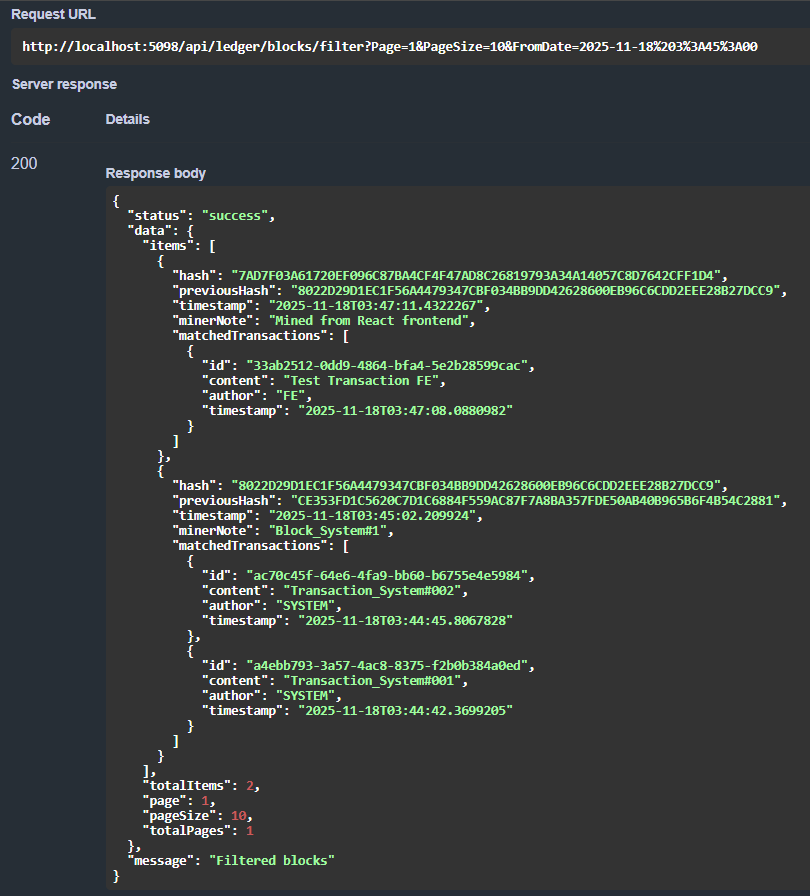 Request URL
http://localhost:5098/api/ledger/blocks/filter?Page=1&PageSize=10&FromDate=2025-11-18%203%3A45%3A00
Server response
Code Details
200
Response body
{
"status": "success",
"data": {
"items": [
{
"hash": "7AD7F03A61720EF096C87BA4CF4F47AD8C26819793A34A14057C8D7642CFF1D4",
"previousHash": "8022D29D1EC1F56A4479347CBF034BB9DD42628600EB96C6CDD2EEE28B27DCC9",
"timestamp": "2025-11-18T03:47:11.4322267",
"minerNote": "Mined from React frontend",
"matchedTransactions": [
{
"id": "33ab2512-0dd9-4864-bfa4-5e2b28599cac",
"content": "Test Transaction FE",
"author": "FE",
"timestamp": "2025-11-18T03:47:08.0880982"
}
]
},
{
"hash": "8022D29D1EC1F56A4479347CBF034BB9DD42628600EB96C6CDD2EEE28B27DCC9",
"previousHash": "CE353FD1C5620C7D1C6884F559AC87F7A8BA357FDE50AB40B965B6F4B54C2881",
"timestamp": "2025-11-18T03:45:02.209924",
"minerNote": "Block_System#1",
"matchedTransactions": [
{
"id": "ac70c45f-64e6-4fa9-bb60-b6755e4e5984",
"content": "Transaction_System#002",
"author": "SYSTEM",
"timestamp": "2025-11-18T03:44:45.8067828"
},
{
"id": "a4ebb793-3a57-4ac8-8375-f2b0b384a0ed",
"content": "Transaction_System#001",
"author": "SYSTEM",
"timestamp": "2025-11-18T03:44:42.3699205"
}
]
}
],
"totalItems": 2,
"page": 1,
"pageSize": 10,
"totalPages": 1
},
"message": "Filtered blocks"
}